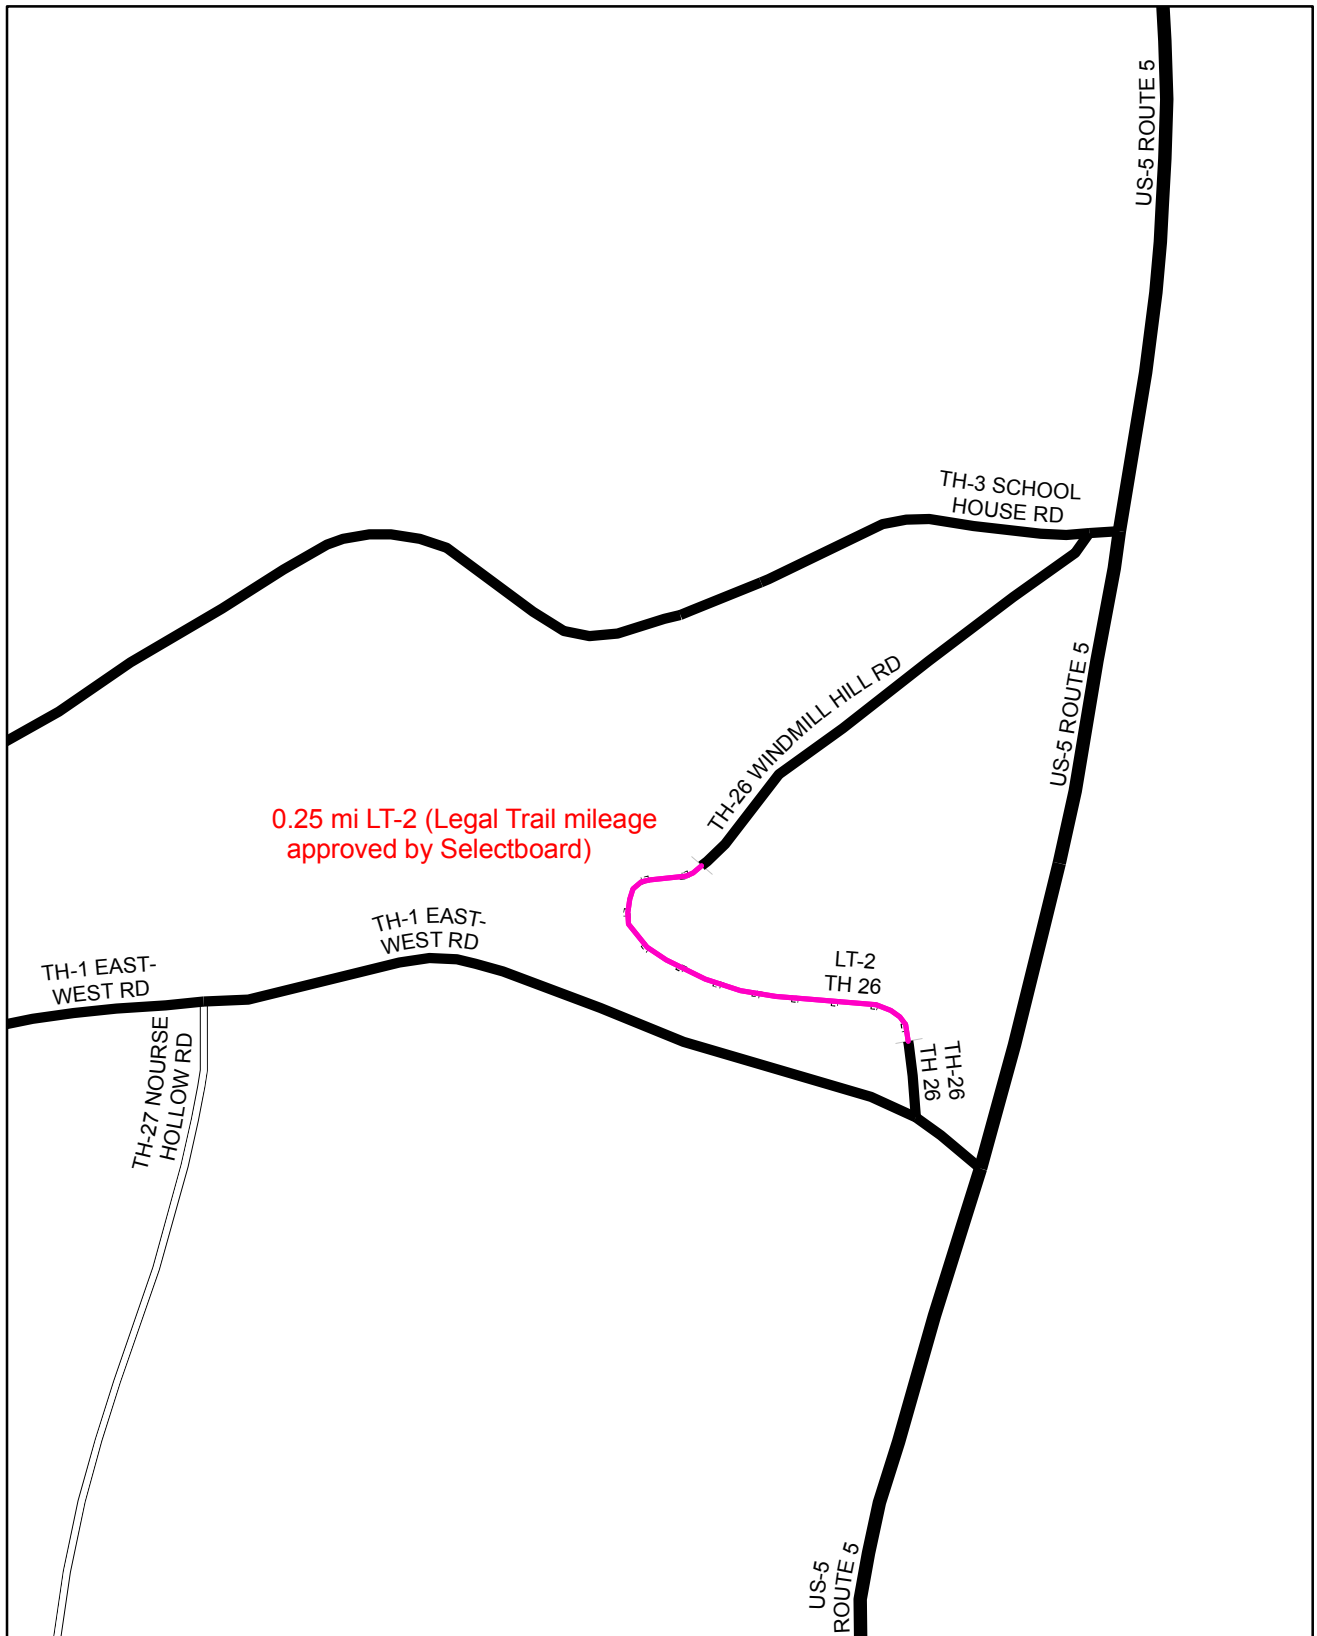 US-5 ROUTE 5
TH-3 SCHOOL
HOUSE RD
US-5 ROUTE 5
TH-26 WINDMILL HILL RD
0.25 mi LT-2 (Legal Trail mileage
approved by Selectboard)
TH-1 EAST-
WEST RD
TH-1 EAST-
WEST RD
LT-2
TH 26
TH-26
TH 26
TH-27 NOURSE
HOLLOW RD
US-5
ROUTE 5